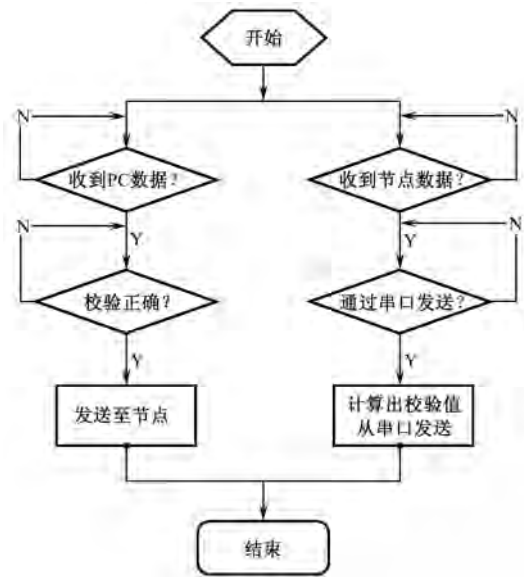 开始
N
N
收到PC数据?
收到节点数据?
N
Y
Y
N
校验正确?
通过串口发送?
Y
Y
发送至节点
计算出校验值
从串口发送
结束